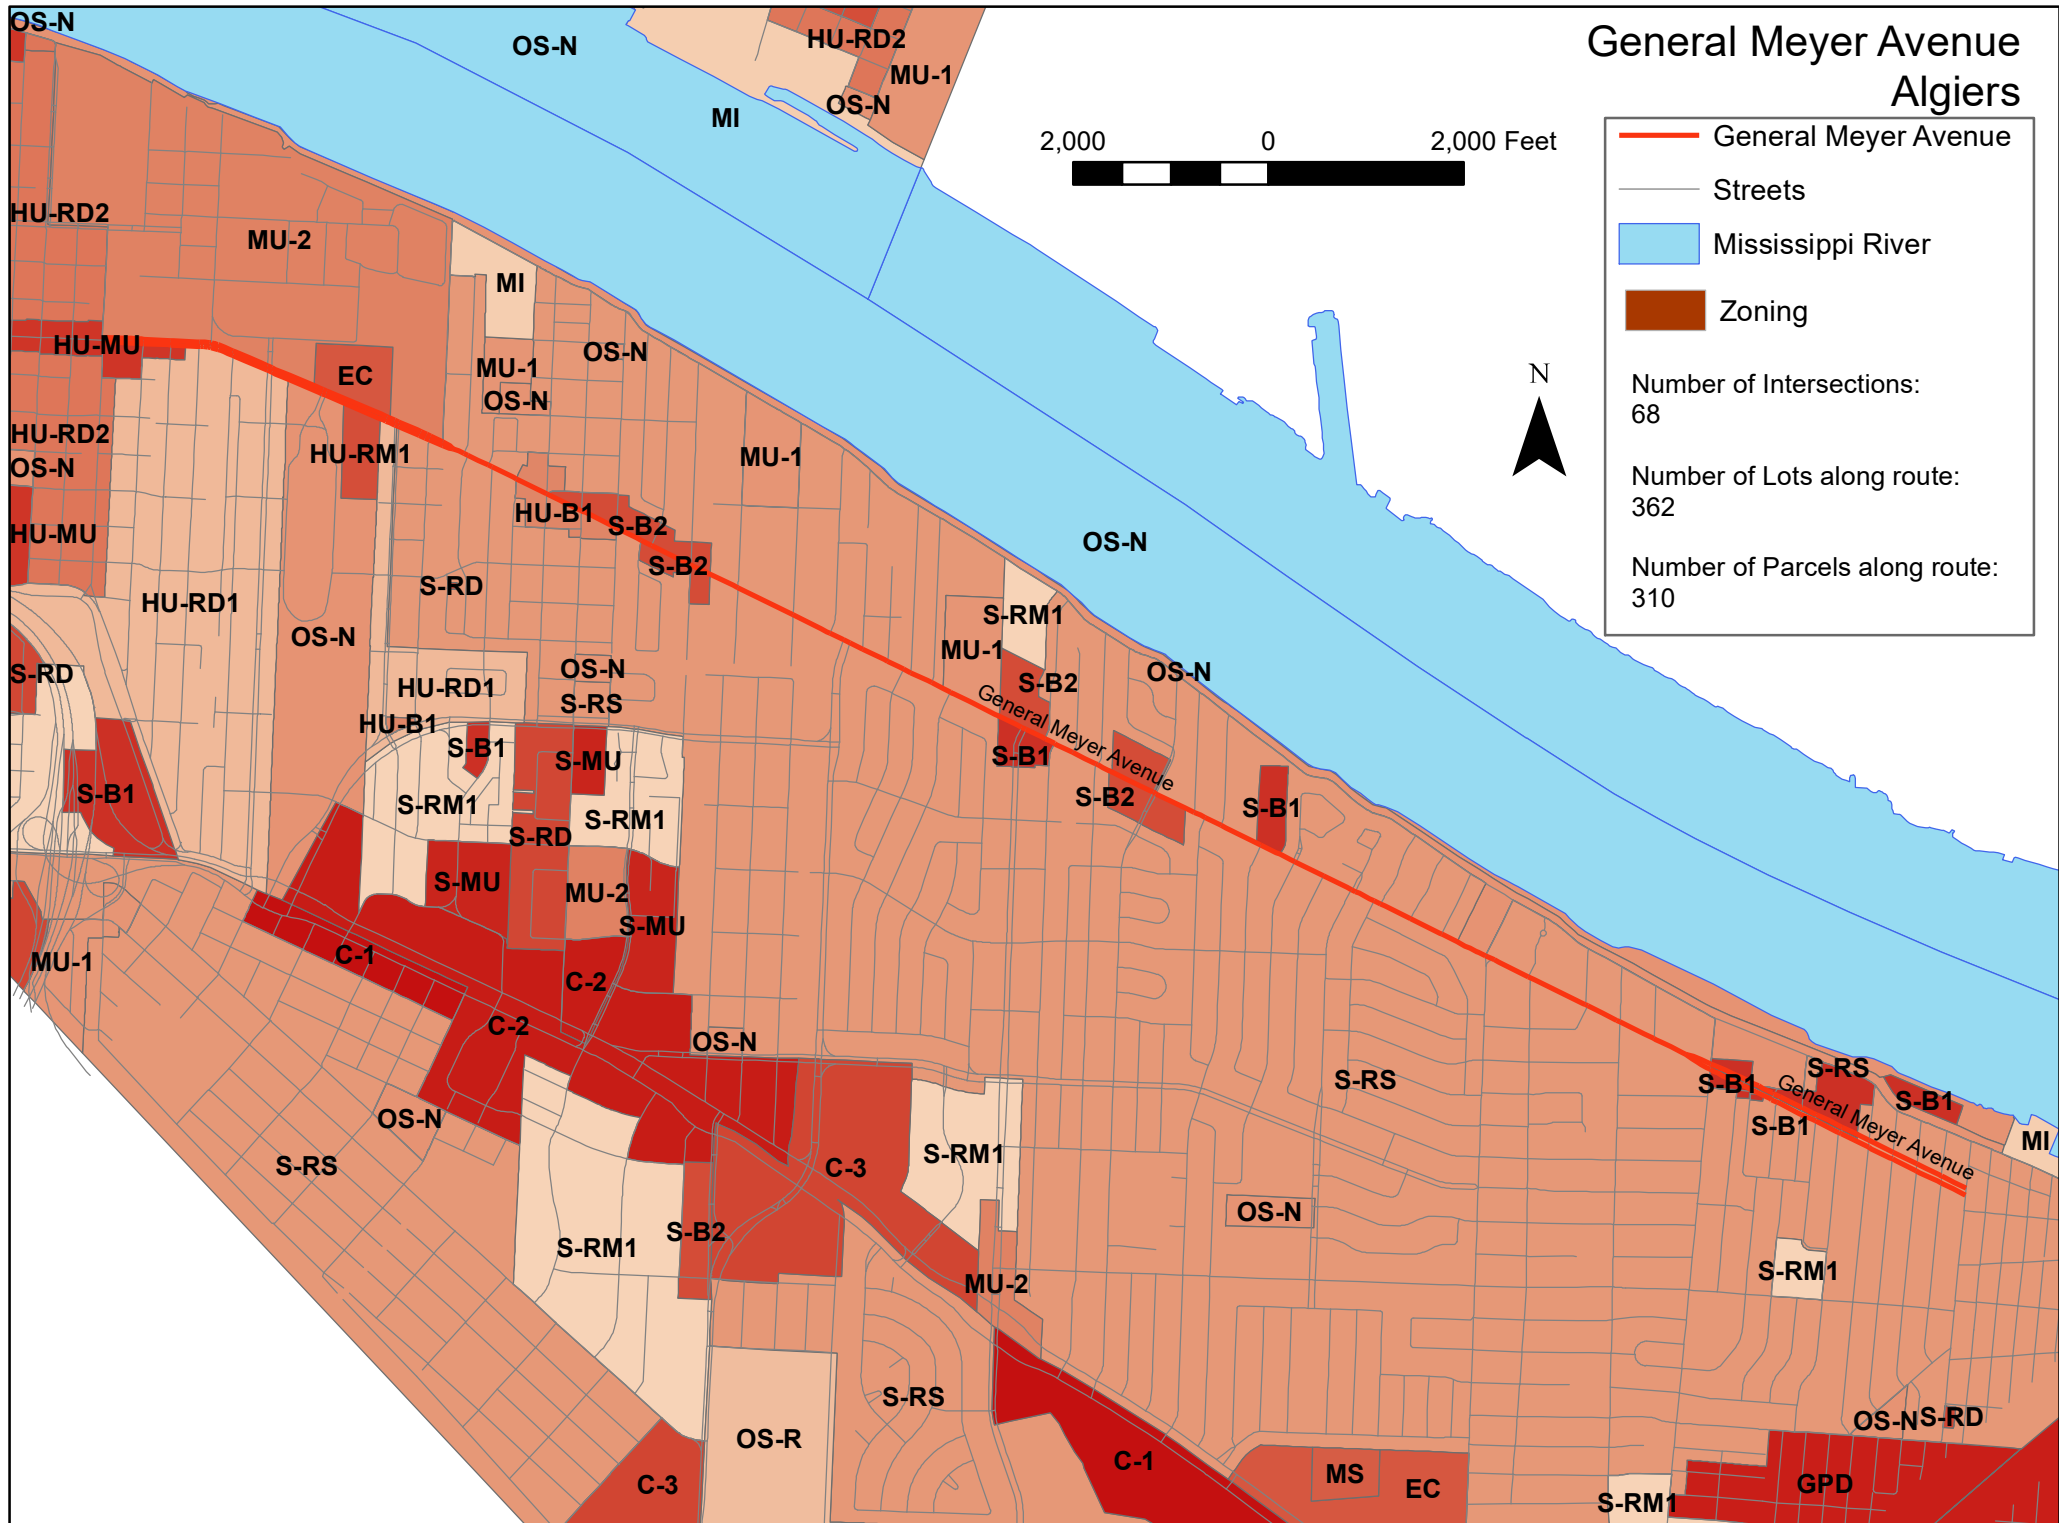 General Meyer Avenue
Algiers
General Meyer Avenue
Streets
Mississippi River
Zoning
Number of Intersections:
68
Number of Lots along route:
362
Number of Parcels along route:
310
2,000 0 2,000 Feet
N
OS-N
OS-N
HU-RD2
MU-1
OS-N
MI
HU-RD2
MU-2
MI
HU-MU
EC
MU-1
OS-N
OS-N
HU-RD2
OS-N
HU-RM1
MU-1
HU-MU
HU-B1
S-B2
S-B2
OS-N
S-RD
HU-RD1
OS-N
S-RM1
MU-1
S-RD
HU-RD1
OS-N
S-RS
S-B2
OS-N
General Meyer Avenue
HU-B1
S-B1
S-MU
S-B1
S-B1
S-RM1
S-RM1
S-B2
S-B1
S-RD
S-MU
MU-2
S-MU
C-1
MU-1
C-2
C-2
OS-N
S-RS
S-B1
S-RS
General Meyer Avenue
S-B1
S-B1
MI
OS-N
S-RS
C-3
S-RM1
OS-N
S-B2
S-RM1
MU-2
S-RM1
S-RS
OS-R
OS-N
S-RD
C-3
C-1
MS
EC
GPD
S-RM1